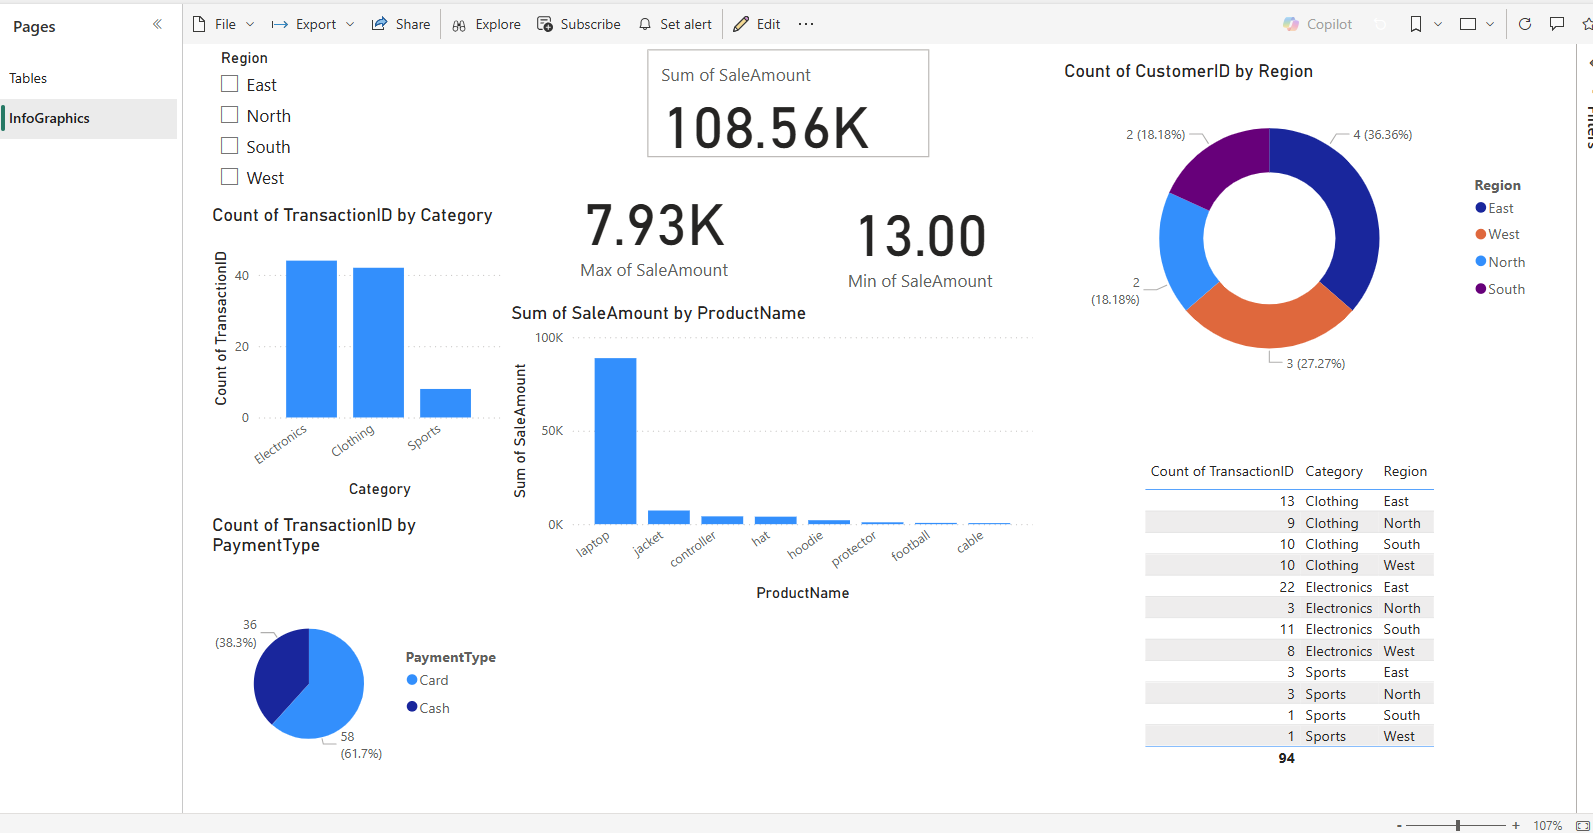 Pages
Tables
InfoGraphics
File Export Share Explore Subscribe Set alert Edit
Copilot
Filters
Region
East
North
South
West
Sum of SaleAmount
108.56K
7.93K
Max of SaleAmount
13.00
Min of SaleAmount
Count of TransactionID by Category
Count of TransactionID
40
20
0
Electronics
Clothing
Sports
Category
Sum of SaleAmount by ProductName
Sum of SaleAmount
100K
50K
0K
laptop
jacket
controller
hat
hoodie
protector
football
cable
ProductName
Count of TransactionID by
PaymentType
36
(38.3%)
58
(61.7%)
PaymentType
Card
Cash
Count of CustomerID by Region
2 (18.18%)
4 (36.36%)
2
(18.18%)
3 (27.27%)
Region
East
West
North
South
Count of TransactionID Category Region
13 Clothing East
9 Clothing North
10 Clothing South
10 Clothing West
22 Electronics East
3 Electronics North
11 Electronics South
8 Electronics West
3 Sports East
3 Sports North
1 Sports South
1 Sports West
94
- + 107%